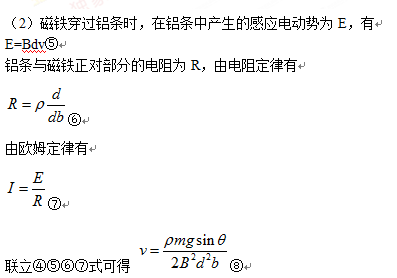 （2）磁铁穿过铝条时，在铝条中产生的感应电动势为 E，有↵
E=Bdv⑤↵
铝条与磁铁正对部分的电阻为 R，由电阻定律有↵
R = ρ d/db ⑥↵
由欧姆定律有↵
I = E/R ⑦↵
联立④⑤⑥⑦式可得 v = ρmg sin θ / 2B²d²b ⑧↵